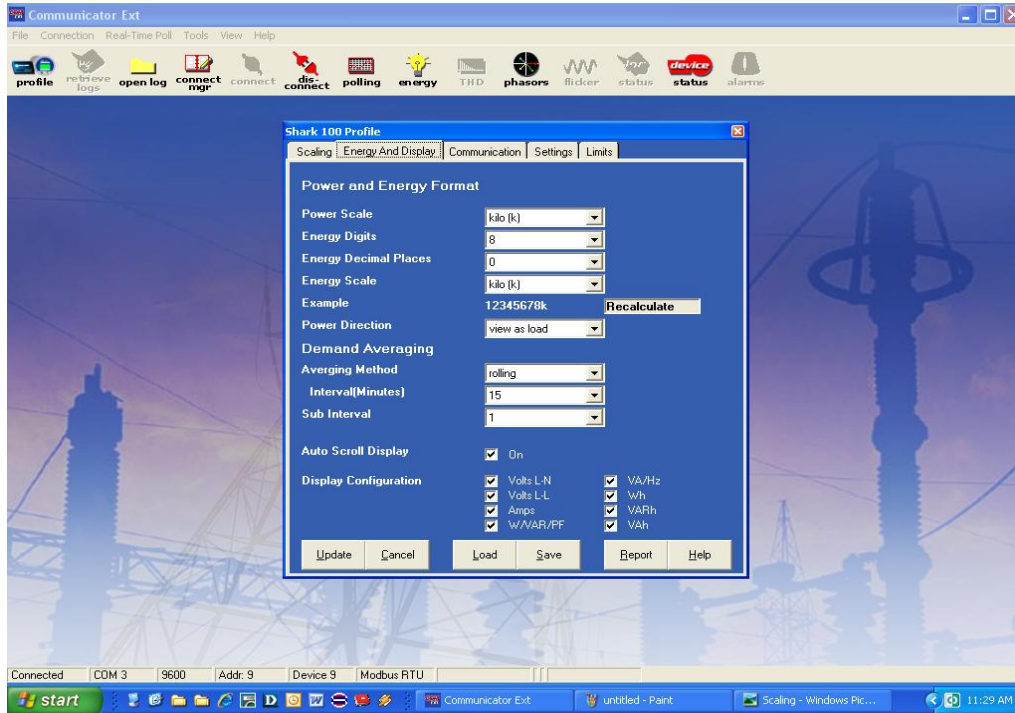 Communicator Ext
File Connection Real-Time Poll Tools View Help
profile retrieve logs open log connect mgr connect dis-connect polling energy THD phasors flicker status device status alarms
Shark 100 Profile
Scaling Energy And Display Communication Settings Limits
Power and Energy Format
Power Scale kilo (k)
Energy Digits 8
Energy Decimal Places 0
Energy Scale kilo (k)
Example 12345678k Recalculate
Power Direction view as load
Demand Averaging
Averging Method rolling
Interval(Minutes) 15
Sub Interval 1
Auto Scroll Display On
Display Configuration Volts L-N VA/Hz
Volts L-L Wh
Amps VARh
W/VAR/PF VAh
Update Cancel Load Save Report Help
Connected COM 3 9600 Addr: 9 Device 9 Modbus RTU
start Communicator Ext untitled - Paint Scaling - Windows Pic... 11:29 AM